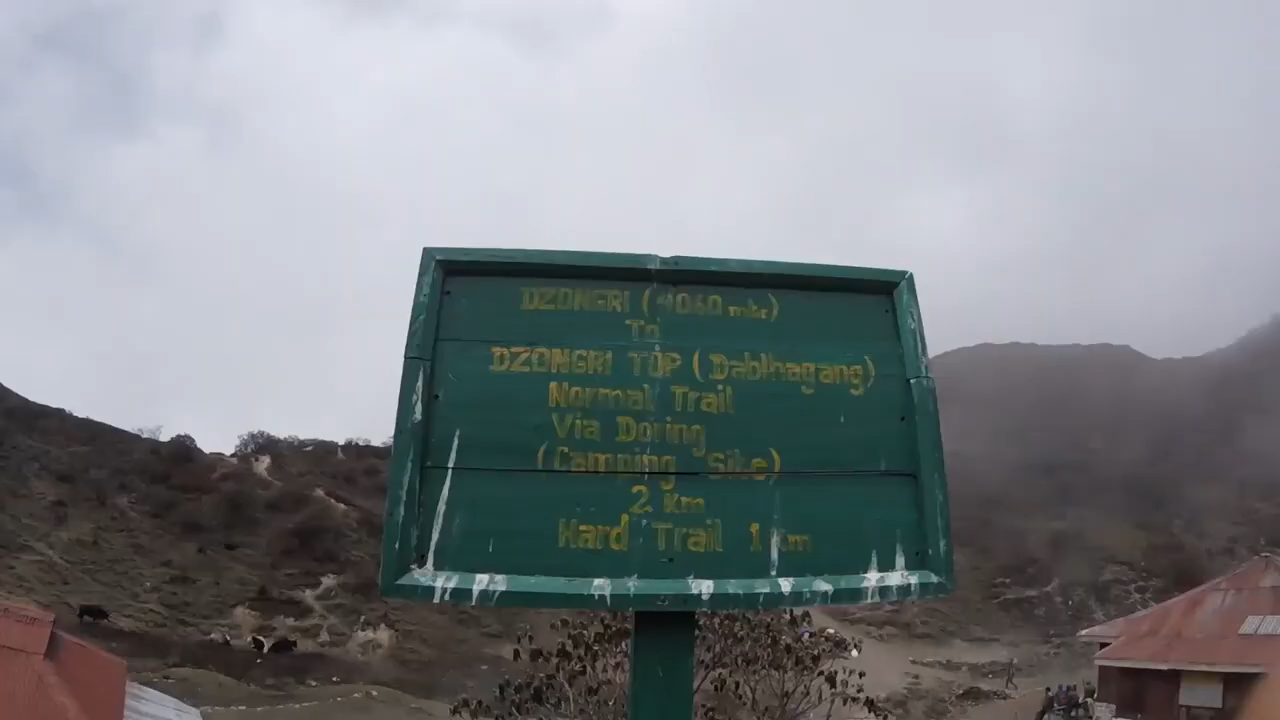 DZONGRI (4060 mtr)
To
DZONGRI TOP (Dablhagang)
Normal Trail
Via Doring
(Camping Site)
2 km
Hard Trail 1 km